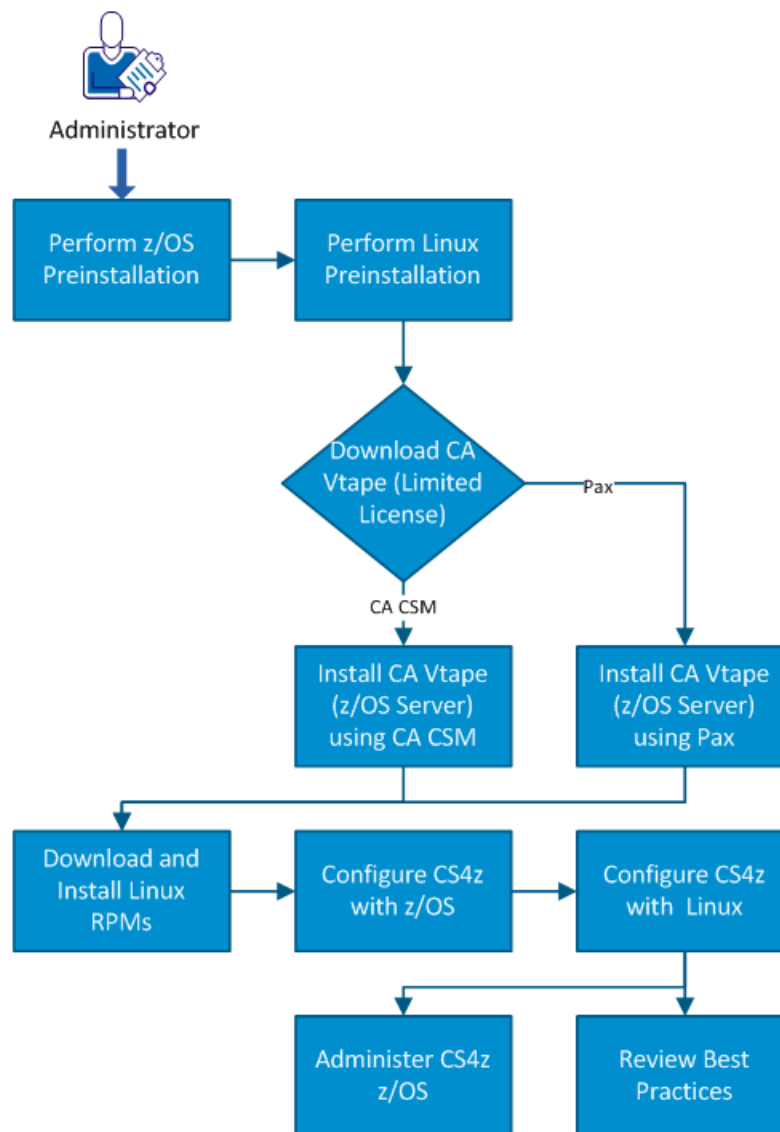 Administrator
Perform z/OS
Preinstallation
Perform Linux
Preinstallation
Download CA
Vtape (Limited
License)
Pax
CA CSM
Install CA Vtape
(z/OS Server)
using CA CSM
Install CA Vtape
(z/OS Server)
using Pax
Download and
Install Linux
RPMs
Configure CS4z
with z/OS
Configure CS4z
with Linux
Administer CS4z
z/OS
Review Best
Practices